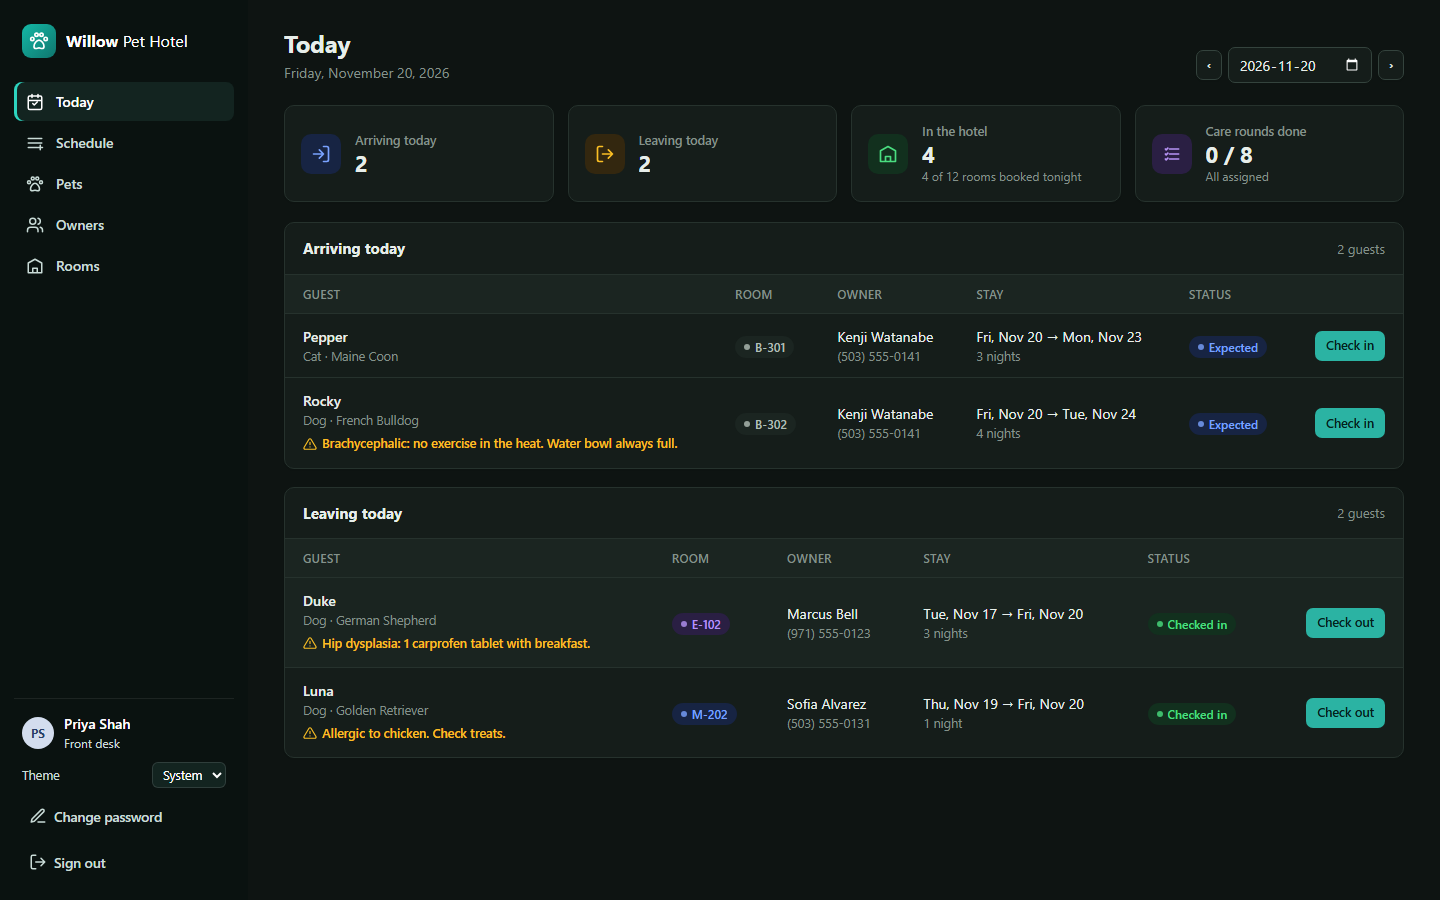 Willow Pet Hotel
Today
Schedule
Pets
Owners
Rooms
PS
Priya Shah
Front desk
Theme
System
Change password
Sign out
Today
Friday, November 20, 2026
‹
2026-11-20
›
Arriving today
2
Leaving today
2
In the hotel
4
4 of 12 rooms booked tonight
Care rounds done
0 / 8
All assigned
Arriving today
2 guests
GUEST ROOM OWNER STAY STATUS
Pepper
Cat · Maine Coon
B-301
Kenji Watanabe
(503) 555-0141
Fri, Nov 20 → Mon, Nov 23
3 nights
Expected
Check in
Rocky
Dog · French Bulldog
Brachycephalic: no exercise in the heat. Water bowl always full.
B-302
Kenji Watanabe
(503) 555-0141
Fri, Nov 20 → Tue, Nov 24
4 nights
Expected
Check in
Leaving today
2 guests
GUEST ROOM OWNER STAY STATUS
Duke
Dog · German Shepherd
Hip dysplasia: 1 carprofen tablet with breakfast.
E-102
Marcus Bell
(971) 555-0123
Tue, Nov 17 → Fri, Nov 20
3 nights
Checked in
Check out
Luna
Dog · Golden Retriever
Allergic to chicken. Check treats.
M-202
Sofia Alvarez
(503) 555-0131
Thu, Nov 19 → Fri, Nov 20
1 night
Checked in
Check out